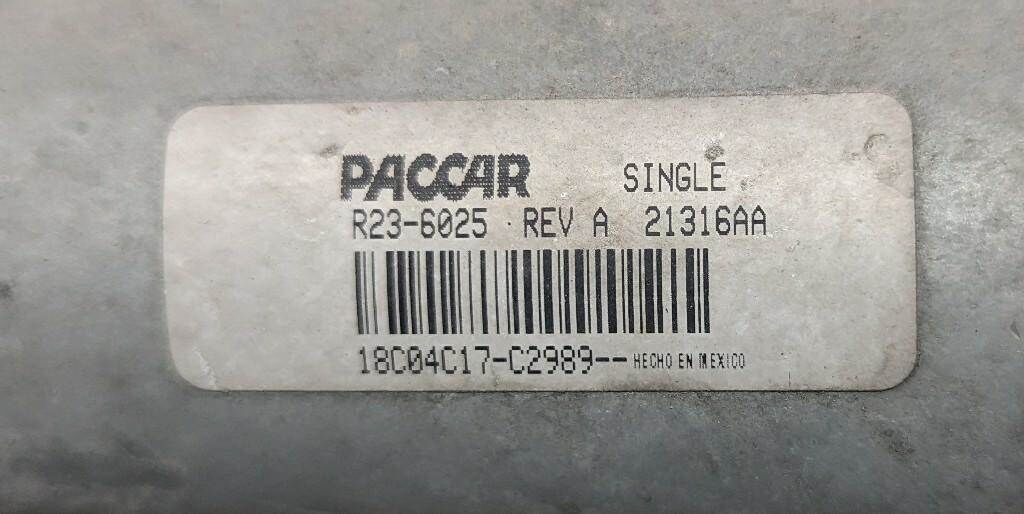 PACCAR SINGLE
R23-6025 REV A 21316AA
18C04C17-C2989-- HECHO EN MEXICO